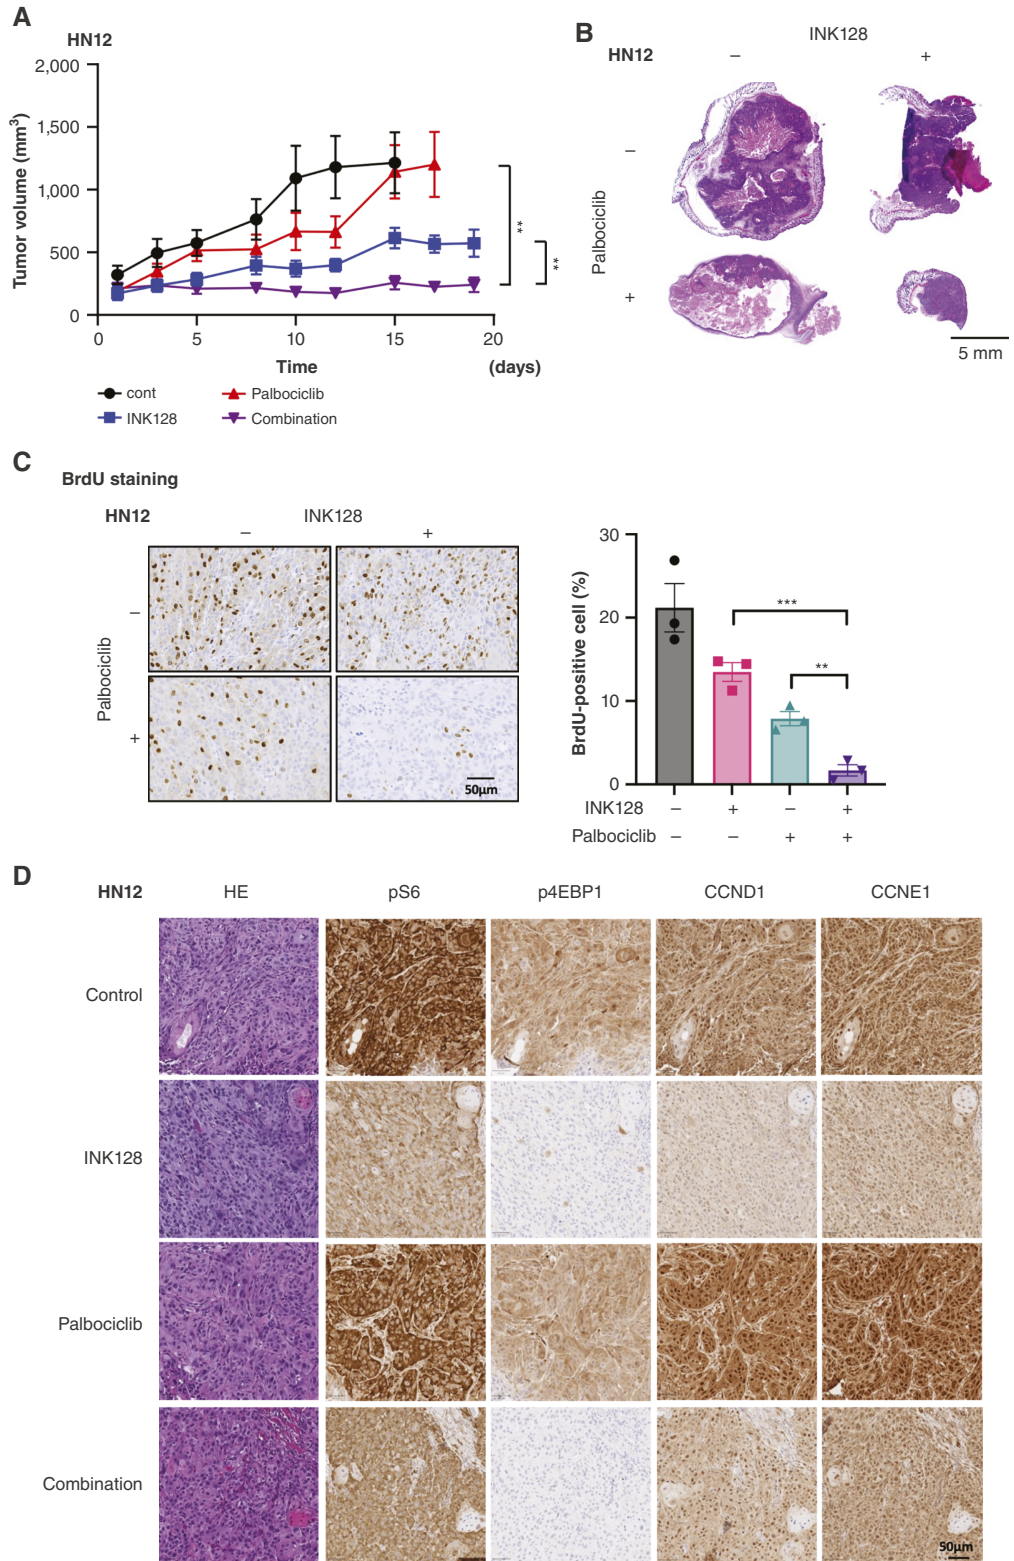 A
HN12
2,000
1,500
1,000
500
0
Tumor volume (mm³)
0 5 10 15 20
Time (days)
**
**
cont
Palbociclib
INK128
Combination
B
INK128
HN12 – +
Palbociclib
–
+
5 mm
C
BrdU staining
HN12 INK128
– +
Palbociclib
–
+
50µm
30
20
10
0
BrdU-positive cell (%)
***
**
INK128 – + – +
Palbociclib – – + +
D
HN12 HE pS6 p4EBP1 CCND1 CCNE1
Control
INK128
Palbociclib
Combination
50µm